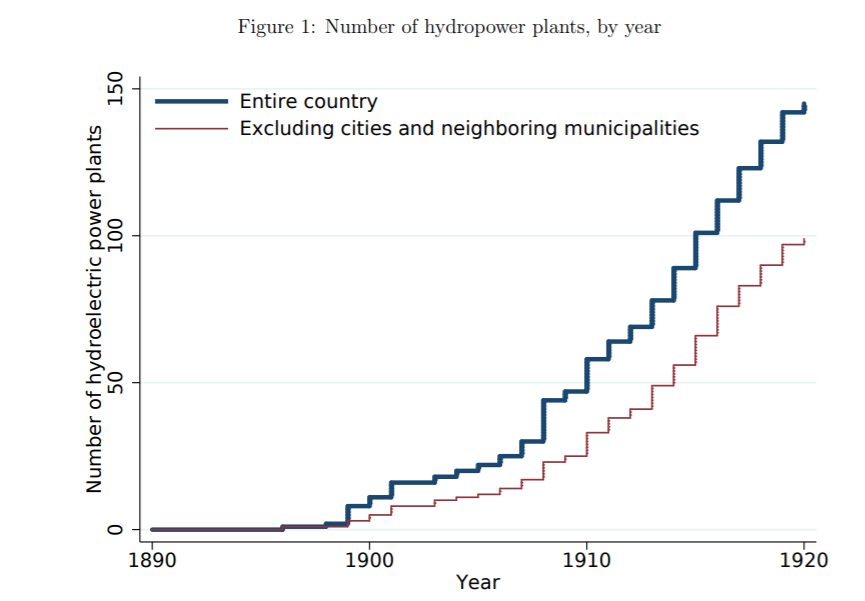 Figure 1: Number of hydropower plants, by year
Entire country
Excluding cities and neighboring municipalities
Number of hydroelectric power plants
150
100
50
0
1890
1900
1910
1920
Year